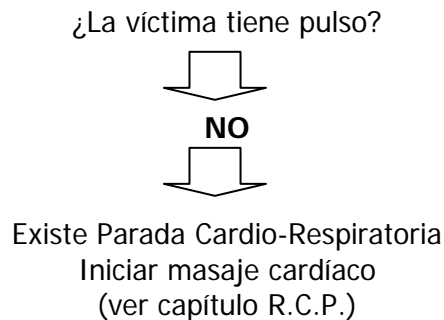 ¿La víctima tiene pulso?
NO
Existe Parada Cardio-Respiratoria
Iniciar masaje cardíaco
(ver capítulo R.C.P.)